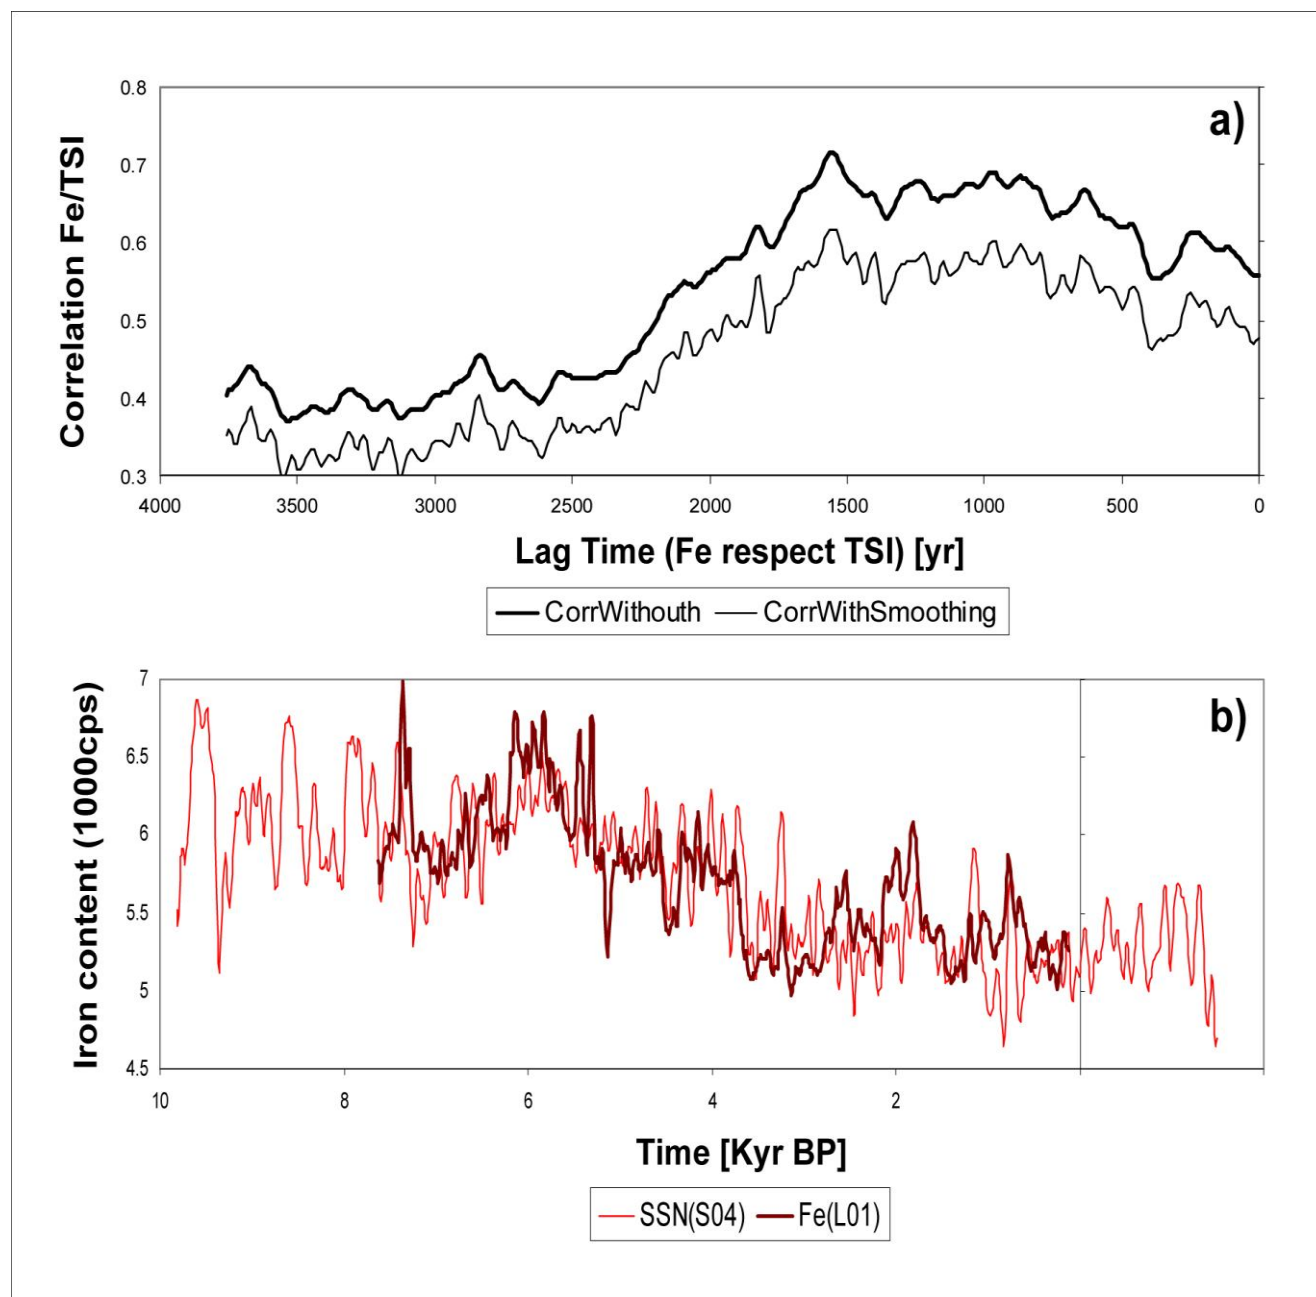 a)
Correlation Fe/TSI
0.8
0.7
0.6
0.5
0.4
0.3
4000 3500 3000 2500 2000 1500 1000 500 0
Lag Time (Fe respect TSI) [yr]
CorrWithouth CorrWithSmoothing
b)
Iron content (1000cps)
7
6.5
6
5.5
5
4.5
10 8 6 4 2
Time [Kyr BP]
SSN(S04) Fe(L01)